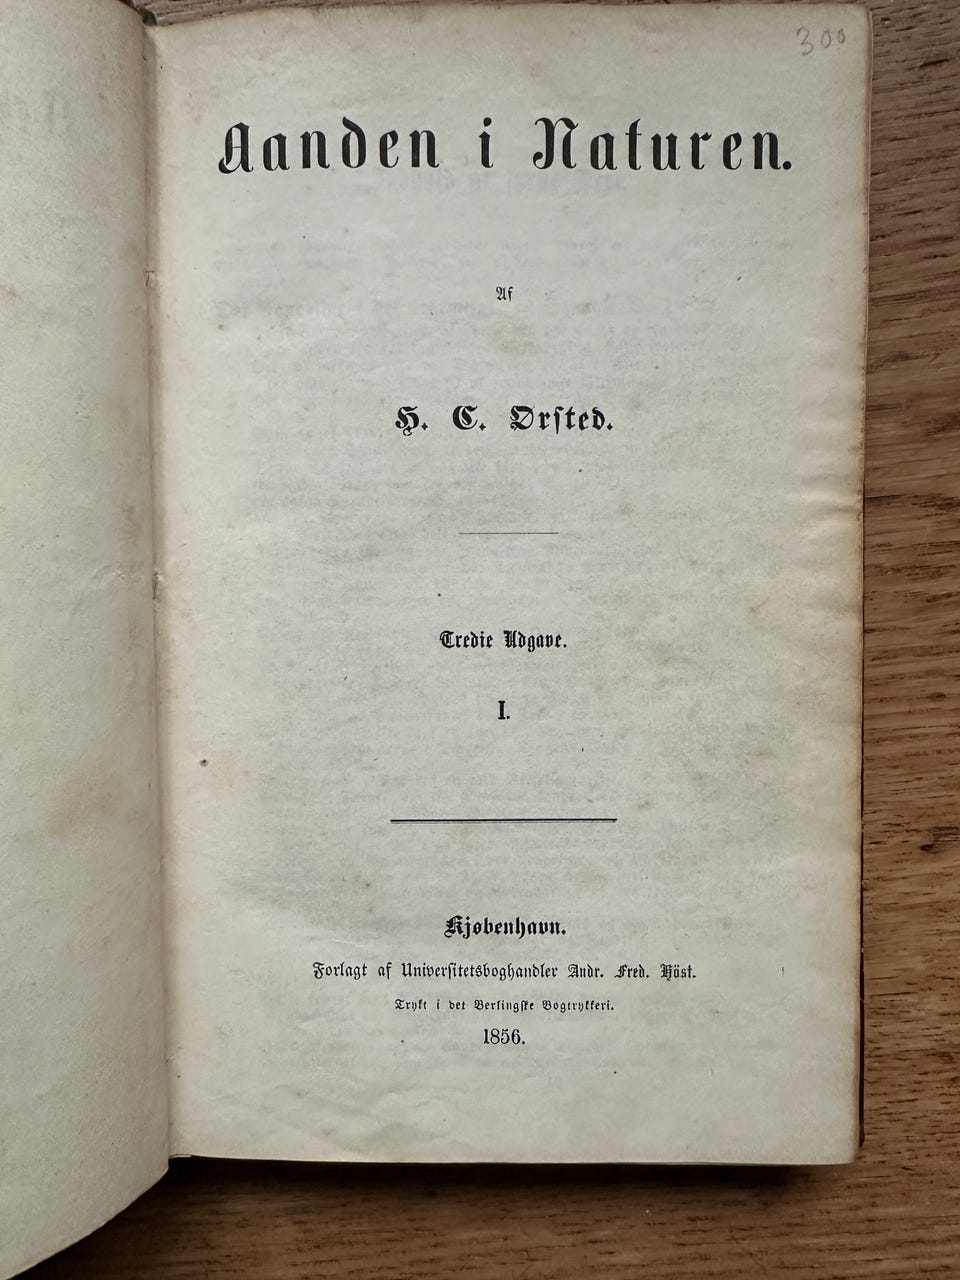 300
Aanden i Naturen.
Af
H. C. Ørsted.
Tredie Udgave.
I.
Kjøbenhavn.
Forlagt af Universitetsboghandler Andr. Fred. Höst.
Trykt i det Berlingske Bogtrykkeri.
1856.